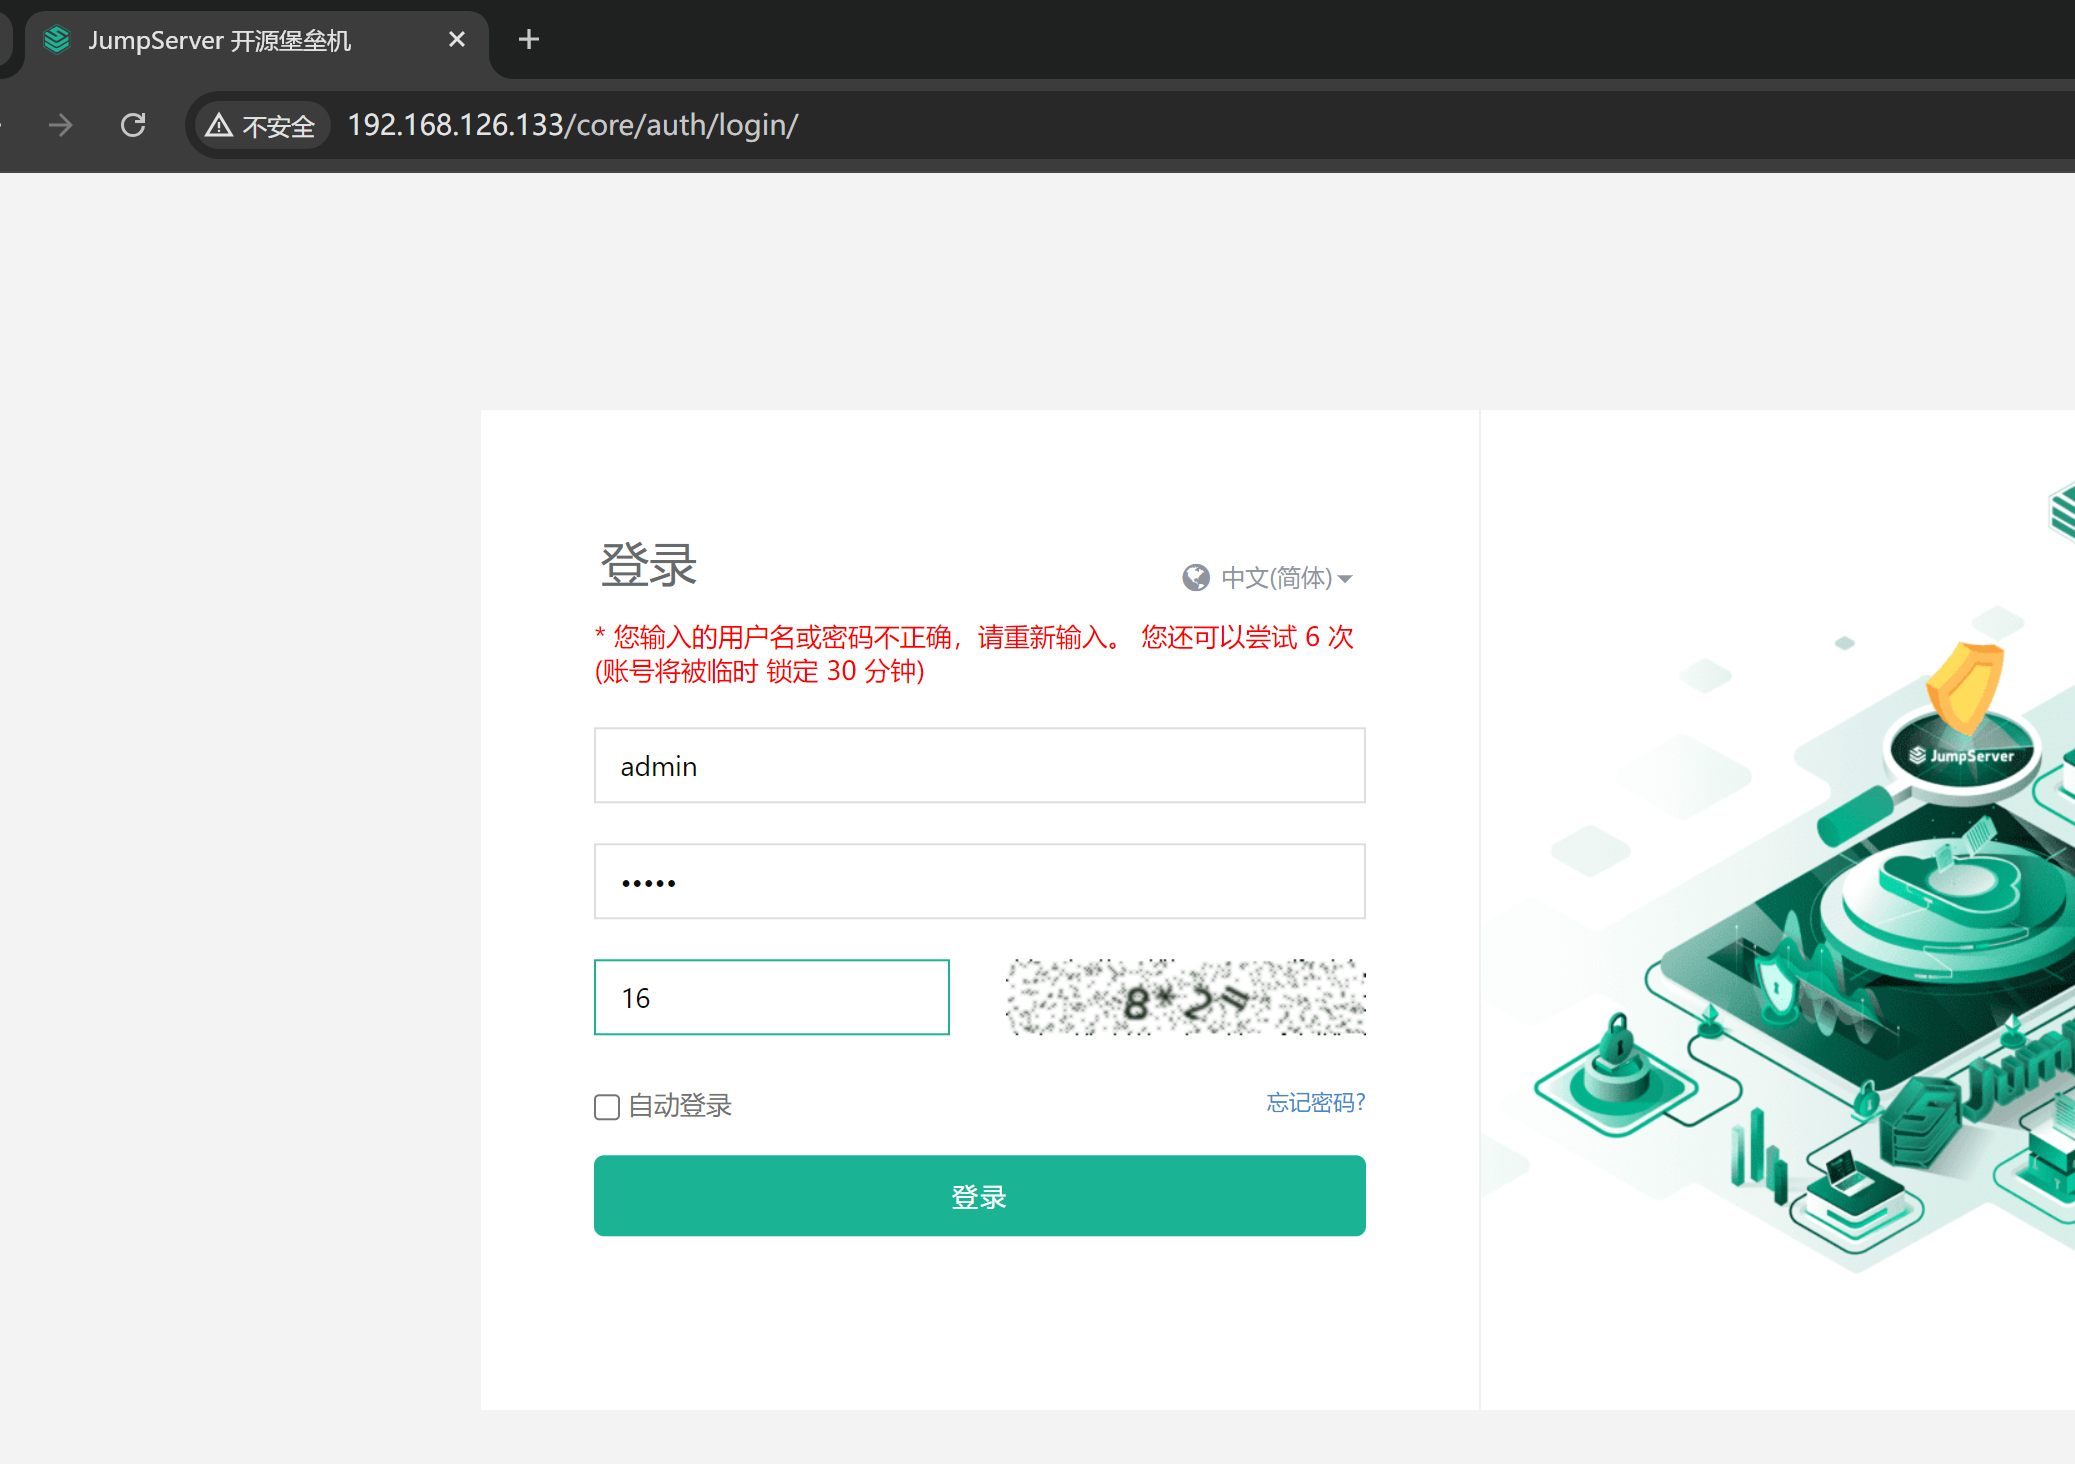 JumpServer 开源堡垒机
不安全 192.168.126.133/core/auth/login/
登录
中文(简体)
* 您输入的用户名或密码不正确，请重新输入。 您还可以尝试 6 次
(账号将被临时 锁定 30 分钟)
admin
•••••
16
8*2=
自动登录
忘记密码?
登录
JumpServer
Jum